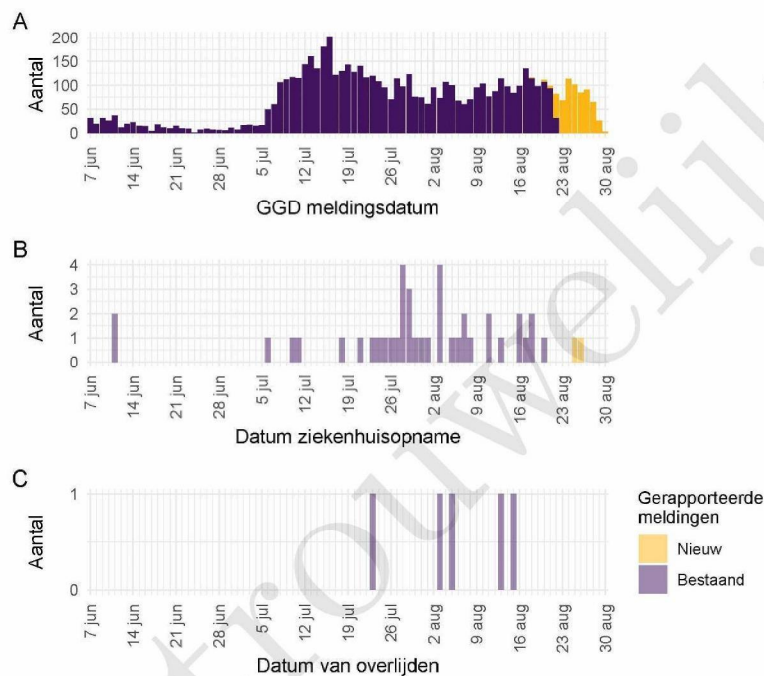 A
200
150
100
50
0
Aantal
7 jun
14 jun
21 jun
28 jun
5 jul
12 jul
19 jul
26 jul
2 aug
9 aug
16 aug
23 aug
30 aug
GGD meldingsdatum
B
4
3
2
1
0
Aantal
7 jun
14 jun
21 jun
28 jun
5 jul
12 jul
19 jul
26 jul
2 aug
9 aug
16 aug
23 aug
30 aug
Datum ziekenhuisopname
C
1
0
Aantal
7 jun
14 jun
21 jun
28 jun
5 jul
12 jul
19 jul
26 jul
2 aug
9 aug
16 aug
23 aug
30 aug
Datum van overlijden
Gerapporteerde
meldingen
Nieuw
Bestaand
trouwelijk